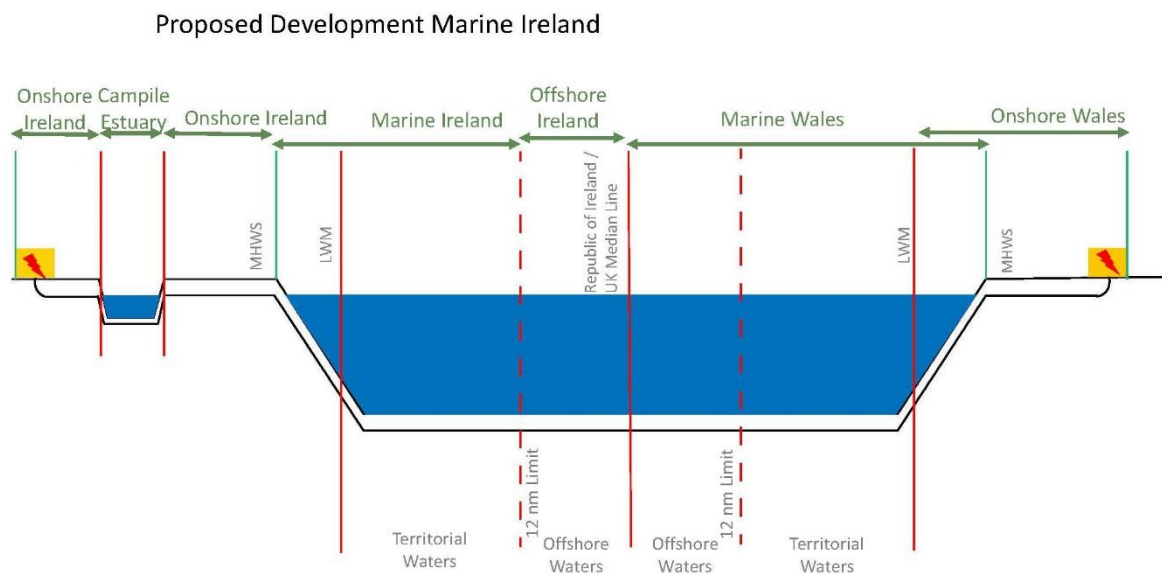 Proposed Development Marine Ireland
Onshore
Ireland
Campile
Estuary
Onshore Ireland
Marine Ireland
Offshore
Ireland
Marine Wales
Onshore Wales
MHWS
LWM
Republic of Ireland /
UK Median Line
LWM
MHWS
12 nm Limit
12 nm Limit
Territorial
Waters
Offshore
Waters
Offshore
Waters
Territorial
Waters